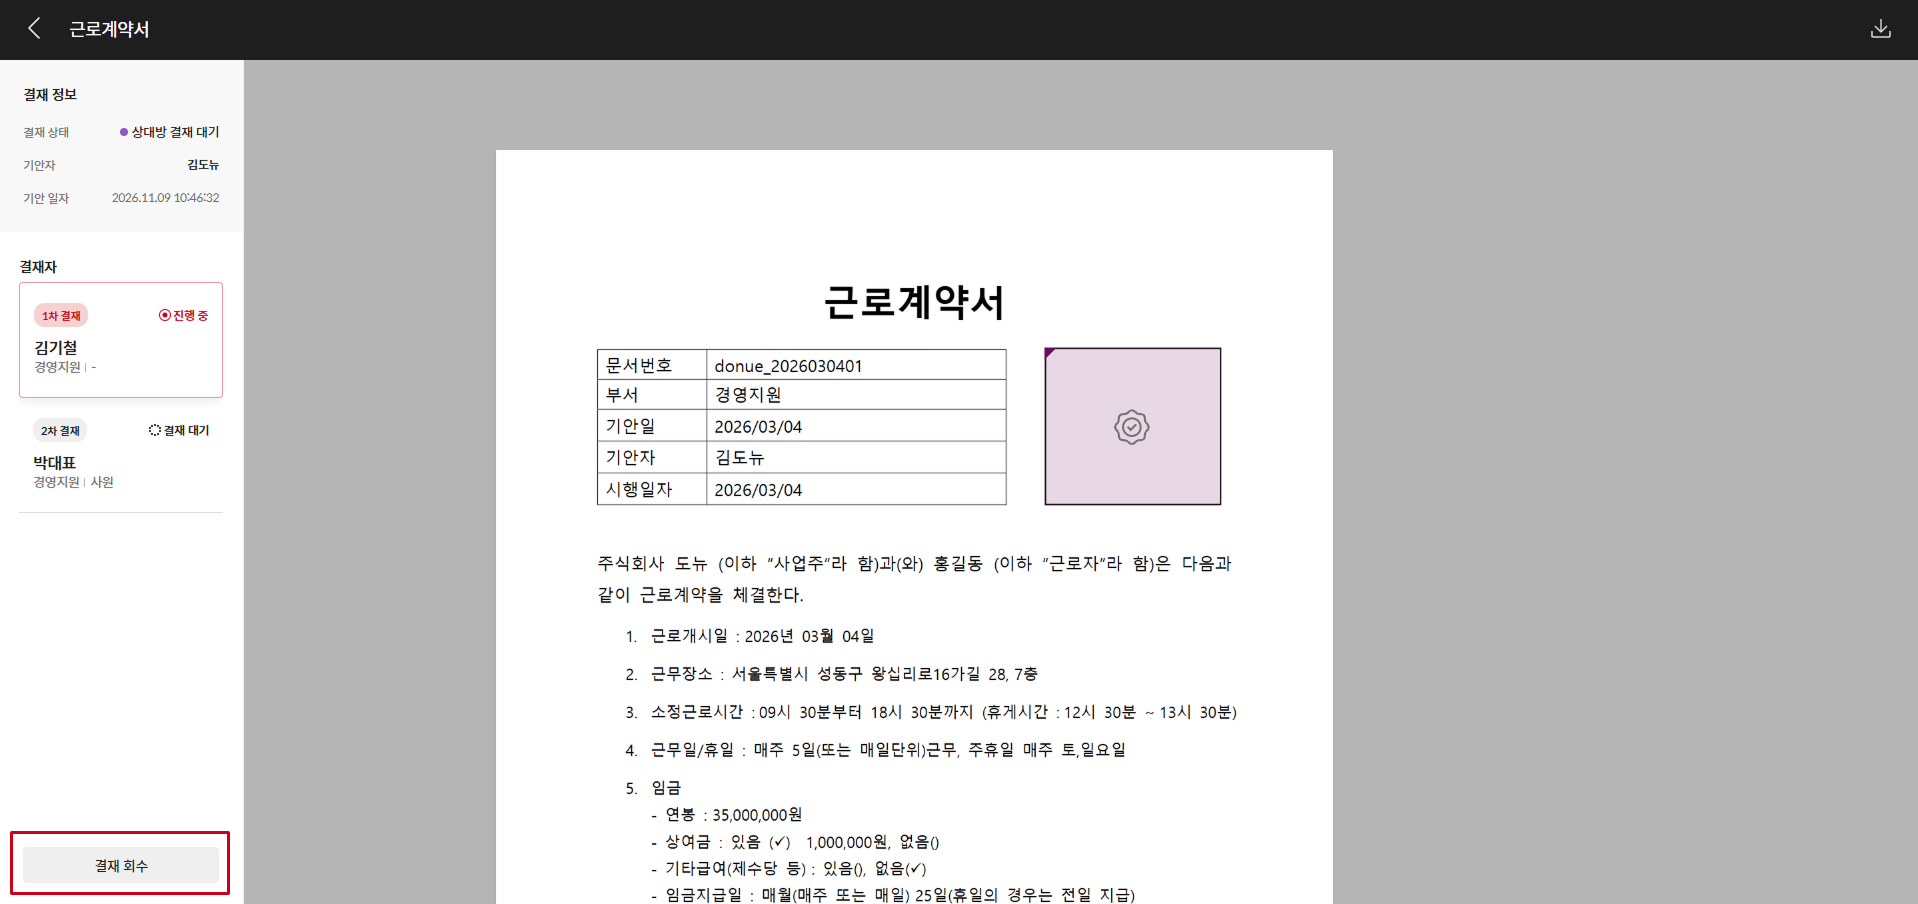 근로계약서
결재 정보
결재 상태 상대방 결재 대기
기안자 김도뉴
기안 일자 2026.11.09 10:46:32
결재자
1차 결재 진행 중
김기철
경영지원 | -
2차 결재 결재 대기
박대표
경영지원 | 사원
결재 회수
근로계약서
문서번호 donue_2026030401
부서 경영지원
기안일 2026/03/04
기안자 김도뉴
시행일자 2026/03/04
주식회사 도뉴 (이하 "사업주"라 함)과(와) 홍길동 (이하 "근로자"라 함)은 다음과
같이 근로계약을 체결한다.
1. 근로개시일 : 2026년 03월 04일
2. 근무장소 : 서울특별시 성동구 왕십리로16가길 28, 7층
3. 소정근로시간 : 09시 30분부터 18시 30분까지 (휴게시간 : 12시 30분 ~ 13시 30분)
4. 근무일/휴일 : 매주 5일(또는 매일단위)근무, 주휴일 매주 토,일요일
5. 임금
- 연봉 : 35,000,000원
- 상여금 : 있음 (✓) 1,000,000원, 없음()
- 기타급여(제수당 등) : 있음(), 없음(✓)
- 임금지급일 : 매월(매주 또는 매일) 25일(휴일의 경우는 전일 지급)